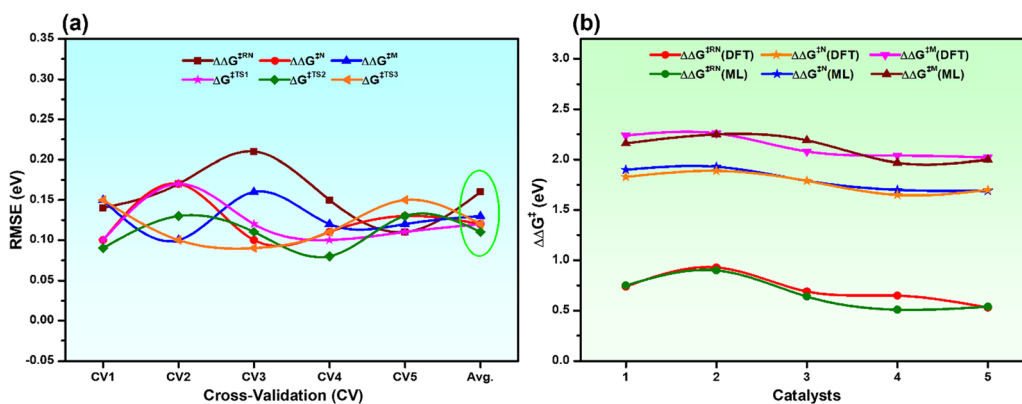 (a)
0.35
0.30
0.25
0.20
0.15
0.10
0.05
0.00
-0.05
RMSE (eV)
ΔΔG‡RN ΔΔG‡N ΔΔG‡M
ΔG‡TS1 ΔG‡TS2 ΔG‡TS3
CV1 CV2 CV3 CV4 CV5 Avg.
Cross-Validation (CV)
(b)
3.0
2.5
2.0
1.5
1.0
0.5
0.0
ΔΔG‡ (eV)
ΔΔG‡RN(DFT) ΔΔG‡N(DFT) ΔΔG‡M(DFT)
ΔΔG‡RN(ML) ΔΔG‡N(ML) ΔΔG‡M(ML)
1 2 3 4 5
Catalysts